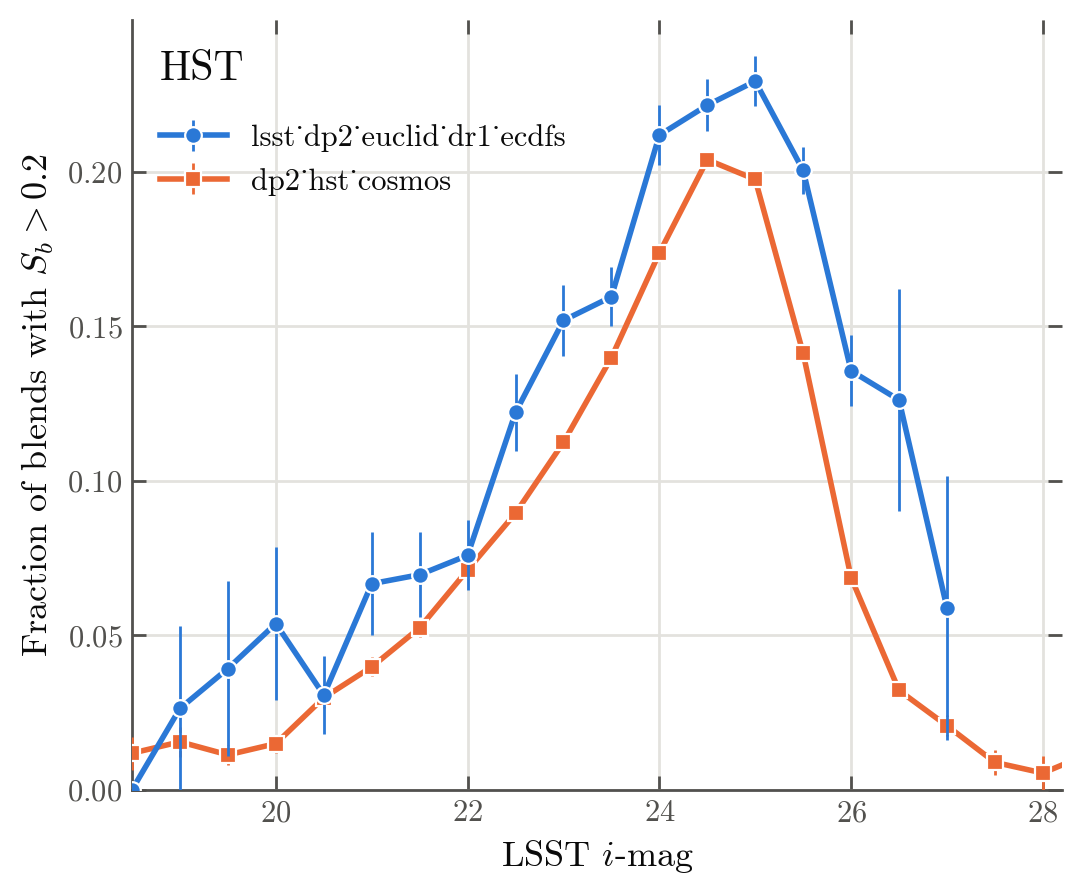 HST
lsst˙dp2˙euclid˙dr1˙ecdfs
dp2˙hst˙cosmos
Fraction of blends with S_b > 0.2
0.20
0.15
0.10
0.05
0.00
20 22 24 26 28
LSST i-mag